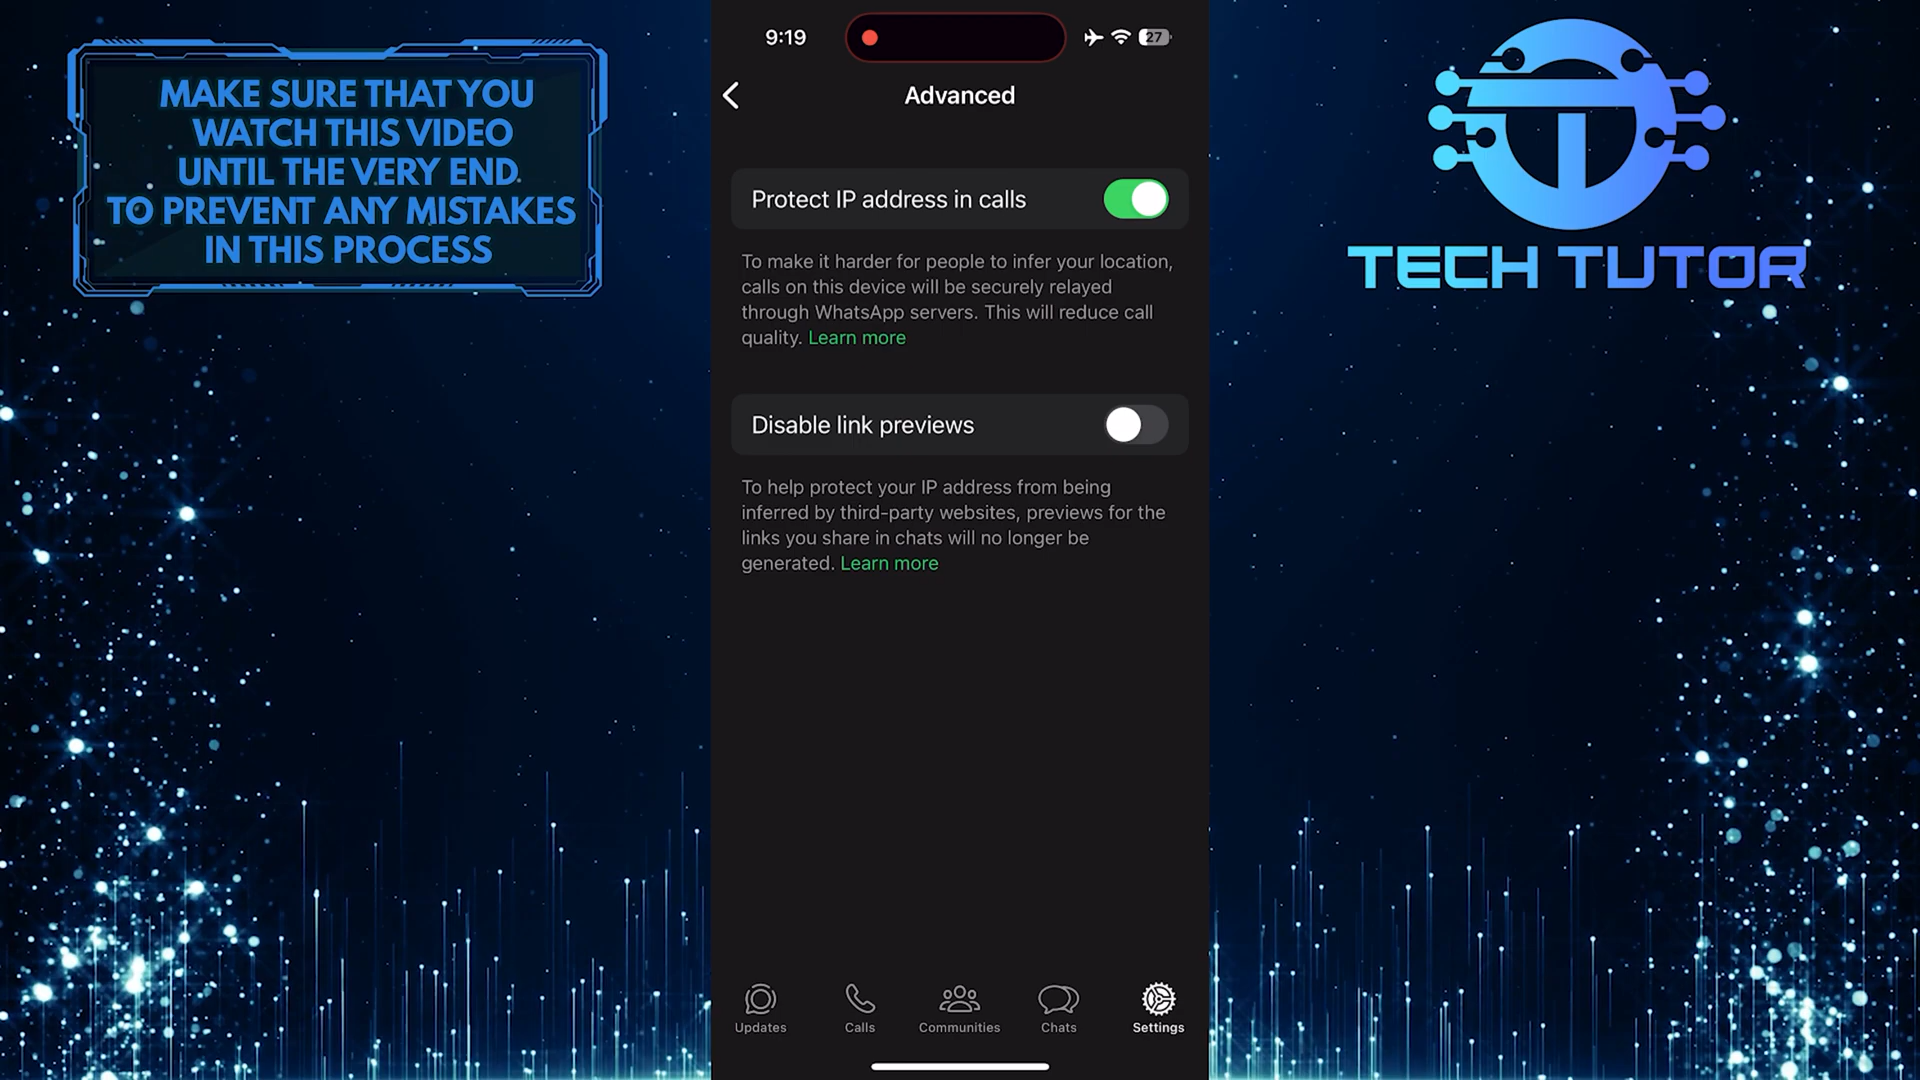 MAKE SURE THAT YOU
WATCH THIS VIDEO
UNTIL THE VERY END
TO PREVENT ANY MISTAKES
IN THIS PROCESS
9:19
27
Advanced
Protect IP address in calls
To make it harder for people to infer your location,
calls on this device will be securely relayed
through WhatsApp servers. This will reduce call
quality. Learn more
Disable link previews
To help protect your IP address from being
inferred by third-party websites, previews for the
links you share in chats will no longer be
generated. Learn more
Updates
Calls
Communities
Chats
Settings
TECH TUTOR